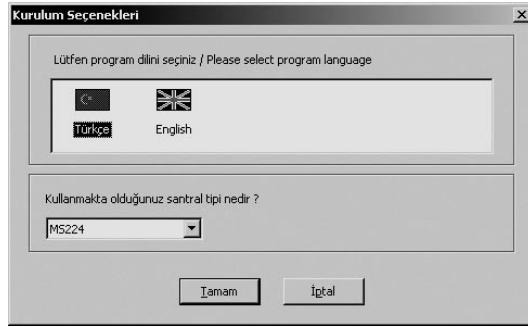 Kurulum Seçenekleri
Lütfen program dilini seçiniz / Please select program language
Türkçe English
Kullanmakta olduğunuz santral tipi nedir ?
MS224
Tamam İptal